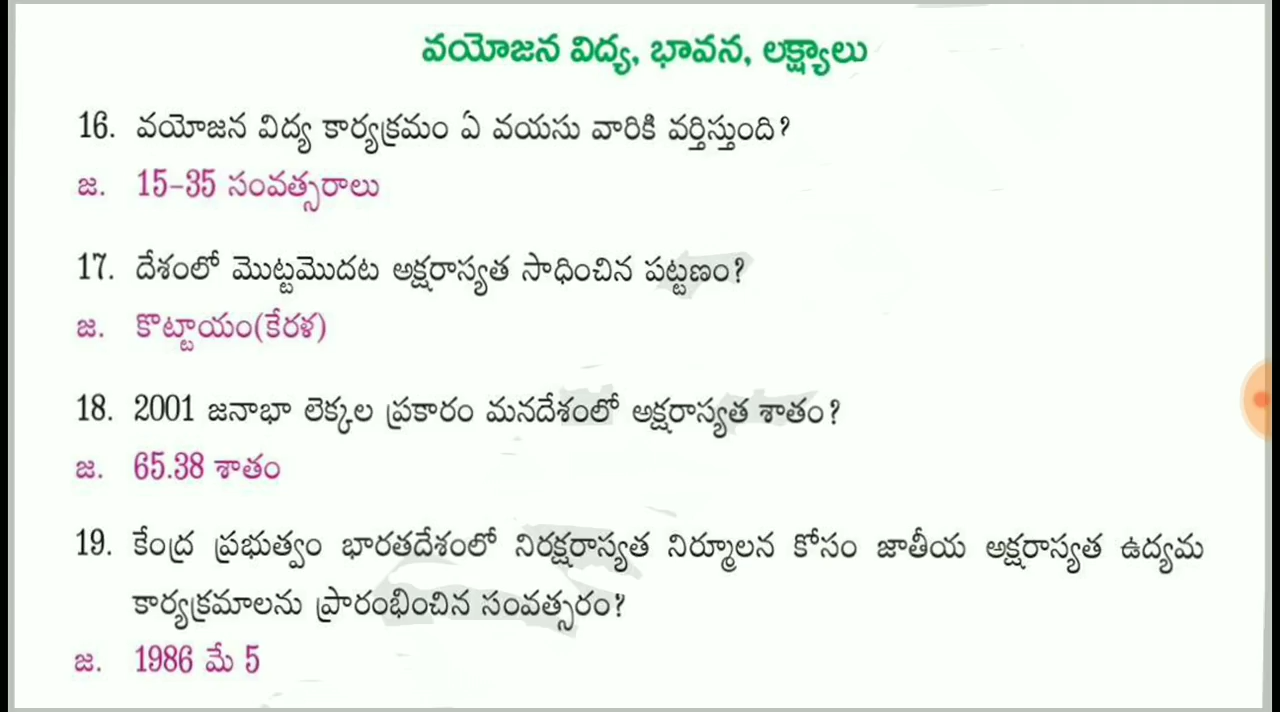 వయోజన విద్య, భావన, లక్ష్యాలు
16. వయోజన విద్య కార్యక్రమం ఏ వయసు వారికి వర్తిస్తుంది?
జ. 15-35 సంవత్సరాలు
17. దేశంలో మొట్టమొదట అక్షరాస్యత సాధించిన పట్టణం?
జ. కొట్టాయం(కేరళ)
18. 2001 జనాభా లెక్కల ప్రకారం మనదేశంలో అక్షరాస్యత శాతం?
జ. 65.38 శాతం
19. కేంద్ర ప్రభుత్వం భారతదేశంలో నిరక్షరాస్యత నిర్మూలన కోసం జాతీయ అక్షరాస్యత ఉద్యమ
కార్యక్రమాలను ప్రారంభించిన సంవత్సరం?
జ. 1986 మే 5